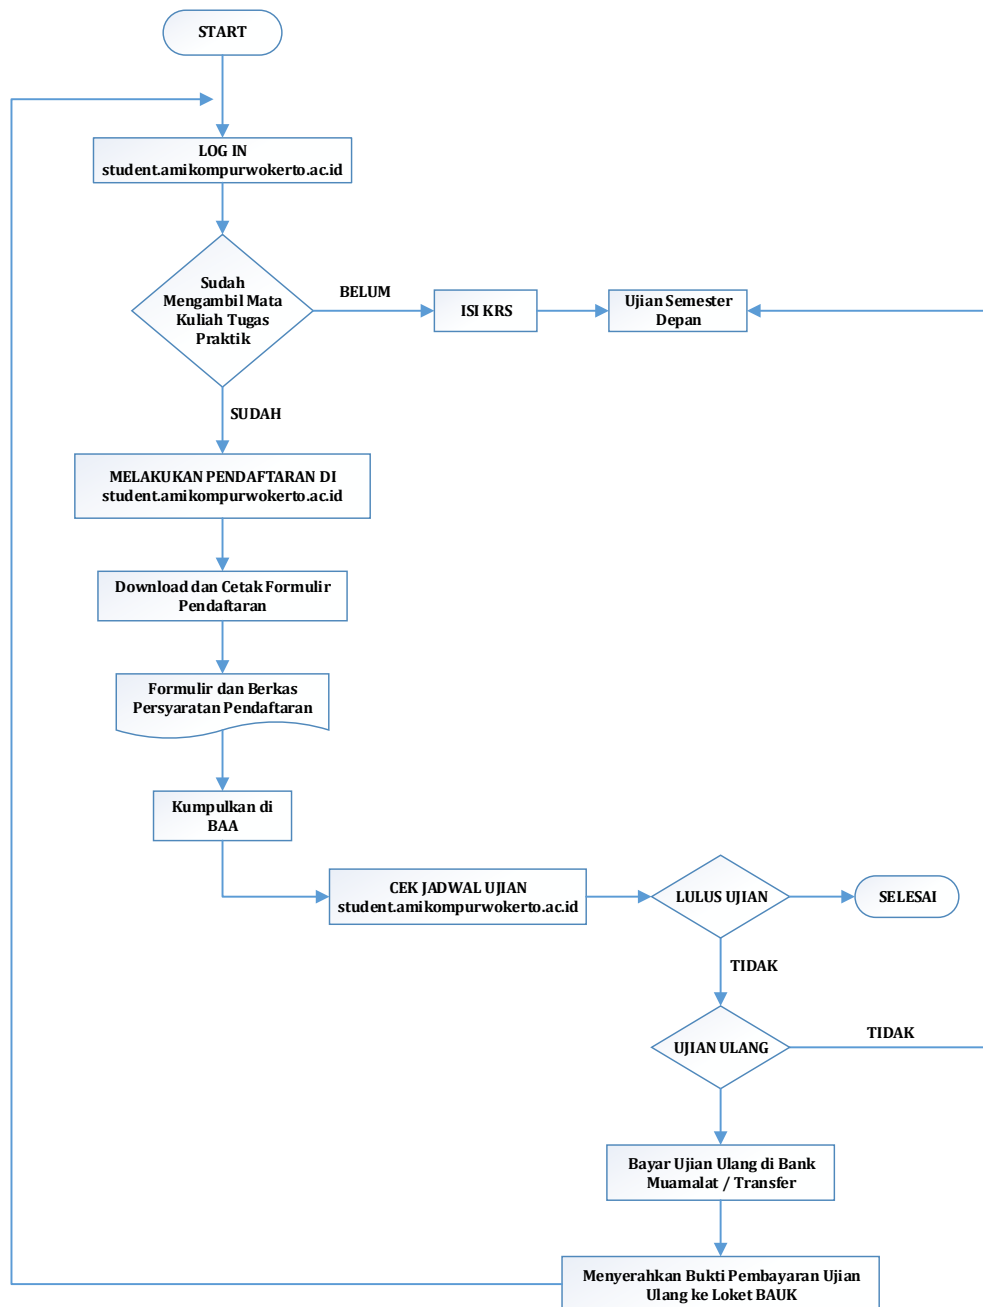 START
LOG IN
student.amikompurwokerto.ac.id
Sudah
Mengambil Mata
Kuliah Tugas
Praktik
BELUM
ISI KRS
Ujian Semester
Depan
SUDAH
MELAKUKAN PENDAFTARAN DI
student.amikompurwokerto.ac.id
Download dan Cetak Formulir
Pendaftaran
Formulir dan Berkas
Persyaratan Pendaftaran
Kumpulkan di
BAA
CEK JADWAL UJIAN
student.amikompurwokerto.ac.id
LULUS UJIAN
SELESAI
TIDAK
UJIAN ULANG
TIDAK
Bayar Ujian Ulang di Bank
Muamalat / Transfer
Menyerahkan Bukti Pembayaran Ujian
Ulang ke Loket BAUK